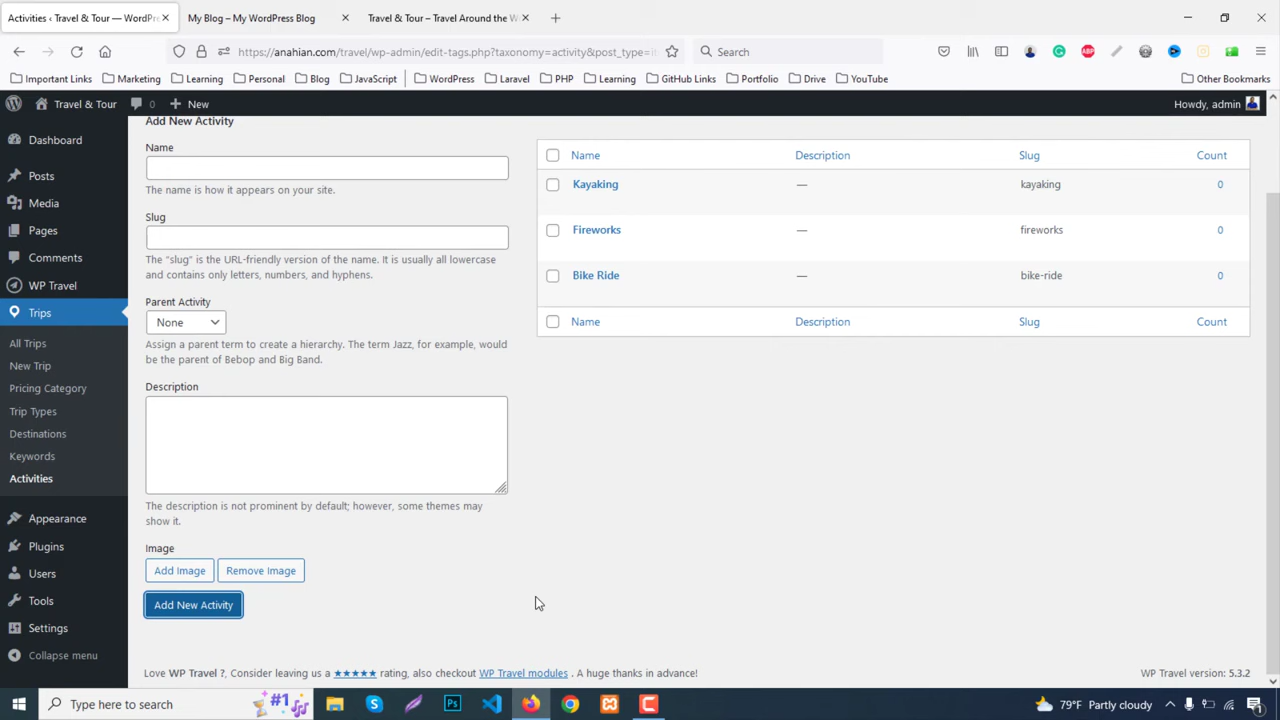 Activities ‹ Travel & Tour — WordPr
My Blog – My WordPress Blog
Travel & Tour – Travel Around the W
https://anahian.com/travel/wp-admin/edit-tags.php?taxonomy=activity&post_type=it
Search
Important Links
Marketing
Learning
Personal
Blog
JavaScript
WordPress
Laravel
PHP
Learning
GitHub Links
Portfolio
Drive
YouTube
Other Bookmarks
Travel & Tour
0
New
Howdy, admin
Dashboard
Posts
Media
Pages
Comments
WP Travel
Trips
All Trips
New Trip
Pricing Category
Trip Types
Destinations
Keywords
Activities
Appearance
Plugins
Users
Tools
Settings
Collapse menu
Add New Activity
Name
The name is how it appears on your site.
Slug
The "slug" is the URL-friendly version of the name. It is usually all lowercase
and contains only letters, numbers, and hyphens.
Parent Activity
None
Assign a parent term to create a hierarchy. The term Jazz, for example, would
be the parent of Bebop and Big Band.
Description
The description is not prominent by default; however, some themes may
show it.
Image
Add Image
Remove Image
Add New Activity
Name Description Slug Count
Kayaking — kayaking 0
Fireworks — fireworks 0
Bike Ride — bike-ride 0
Name Description Slug Count
Love WP Travel ?, Consider leaving us a ★★★★★ rating, also checkout WP Travel modules . A huge thanks in advance!
WP Travel version: 5.3.2
Type here to search
#1
Ps
79°F Partly cloudy